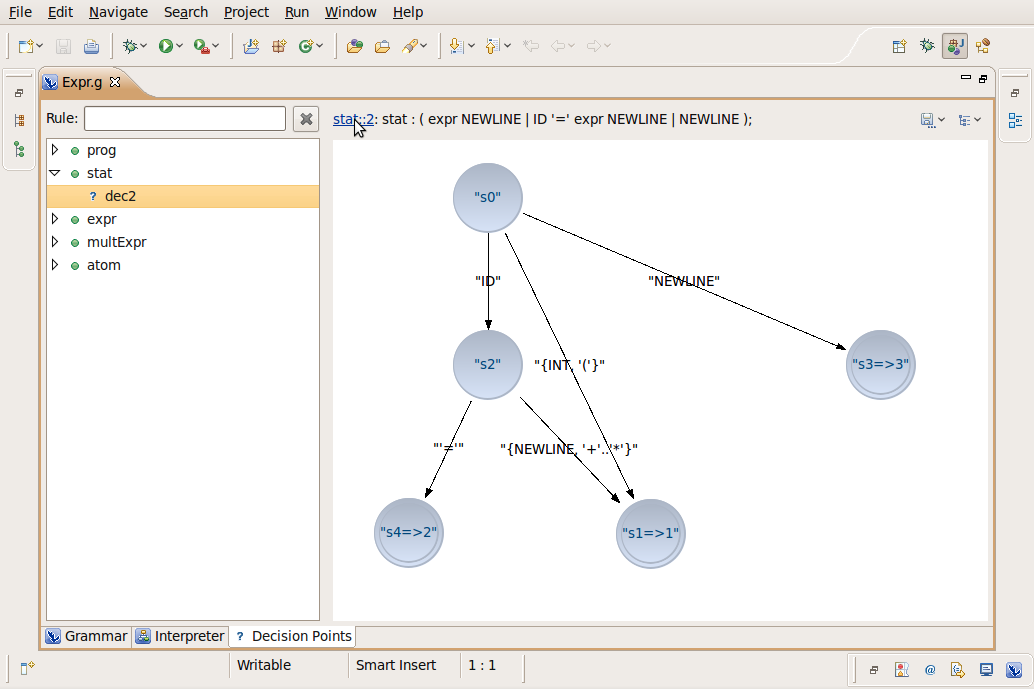 File Edit Navigate Search Project Run Window Help
Expr.g
Rule:
stat::2: stat : ( expr NEWLINE | ID '=' expr NEWLINE | NEWLINE );
prog
stat
? dec2
expr
multExpr
atom
"s0"
"ID"
"NEWLINE"
"s2"
"{INT, '('}"
"s3=>3"
"'='"
"{NEWLINE, '+'..'*'}"
"s4=>2"
"s1=>1"
Grammar Interpreter ? Decision Points
Writable Smart Insert 1 : 1